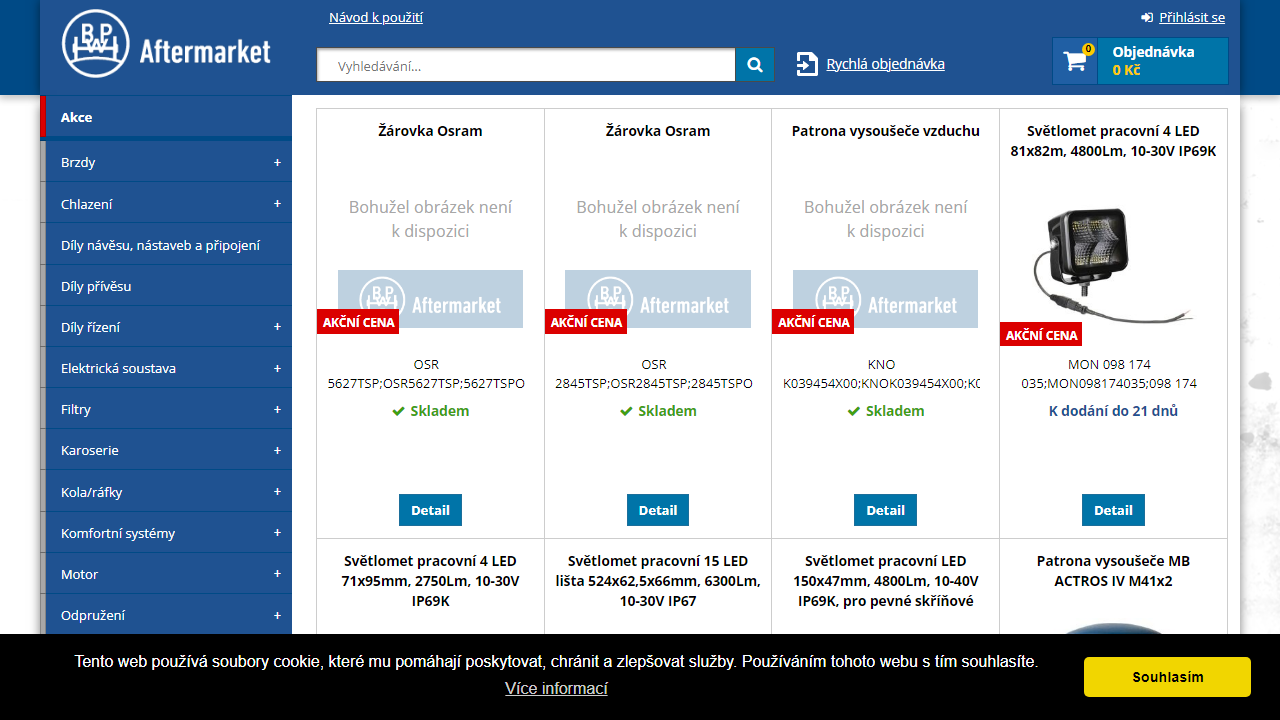 BPW Aftermarket
Návod k použití
Přihlásit se
Vyhledávání...
Rychlá objednávka
0
Objednávka
0 Kč
Akce
Brzdy +
Chlazení +
Díly návěsu, nástaveb a připojení
Díly přívěsu
Díly řízení +
Elektrická soustava +
Filtry +
Karoserie +
Kola/ráfky +
Komfortní systémy +
Motor +
Odpružení +
Žárovka Osram
Bohužel obrázek není
k dispozici
BPW Aftermarket
AKČNÍ CENA
OSR
5627TSP;OSR5627TSP;5627TSPO
Skladem
Detail
Žárovka Osram
Bohužel obrázek není
k dispozici
BPW Aftermarket
AKČNÍ CENA
OSR
2845TSP;OSR2845TSP;2845TSPO
Skladem
Detail
Patrona vysoušeče vzduchu
Bohužel obrázek není
k dispozici
BPW Aftermarket
AKČNÍ CENA
KNO
K039454X00;KNOK039454X00;K0
Skladem
Detail
Světlomet pracovní 4 LED
81x82m, 4800Lm, 10-30V IP69K
AKČNÍ CENA
MON 098 174
035;MON098174035;098 174
K dodání do 21 dnů
Detail
Světlomet pracovní 4 LED
71x95mm, 2750Lm, 10-30V
IP69K
Světlomet pracovní 15 LED
lišta 524x62,5x66mm, 6300Lm,
10-30V IP67
Světlomet pracovní LED
150x47mm, 4800Lm, 10-40V
IP69K, pro pevné skříňové
Patrona vysoušeče MB
ACTROS IV M41x2
Tento web používá soubory cookie, které mu pomáhají poskytovat, chránit a zlepšovat služby. Používáním tohoto webu s tím souhlasíte.
Více informací
Souhlasím